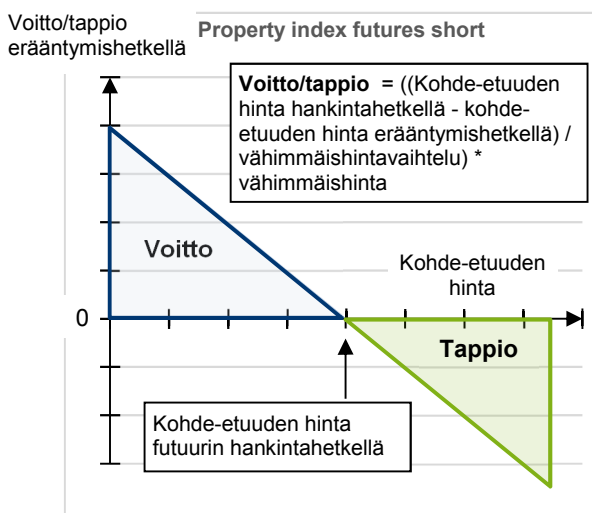 Voitto/tappio
erääntymishetkellä
Property index futures short
Voitto/tappio = ((Kohde-etuuden
hinta hankintahetkellä - kohde-
etuuden hinta erääntymishetkellä) /
vähimmäishintavaihtelu) *
vähimmäishinta
Voitto
Kohde-etuuden
hinta
0
Tappio
Kohde-etuuden hinta
futuurin hankintahetkellä